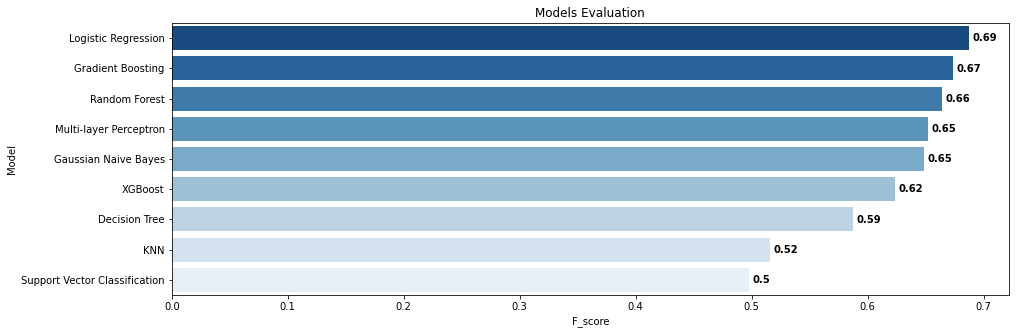 Models Evaluation
Logistic Regression 0.69
Gradient Boosting 0.67
Random Forest 0.66
Multi-layer Perceptron 0.65
Gaussian Naive Bayes 0.65
XGBoost 0.62
Decision Tree 0.59
KNN 0.52
Support Vector Classification 0.5
Model
0.0 0.1 0.2 0.3 0.4 0.5 0.6 0.7
F_score